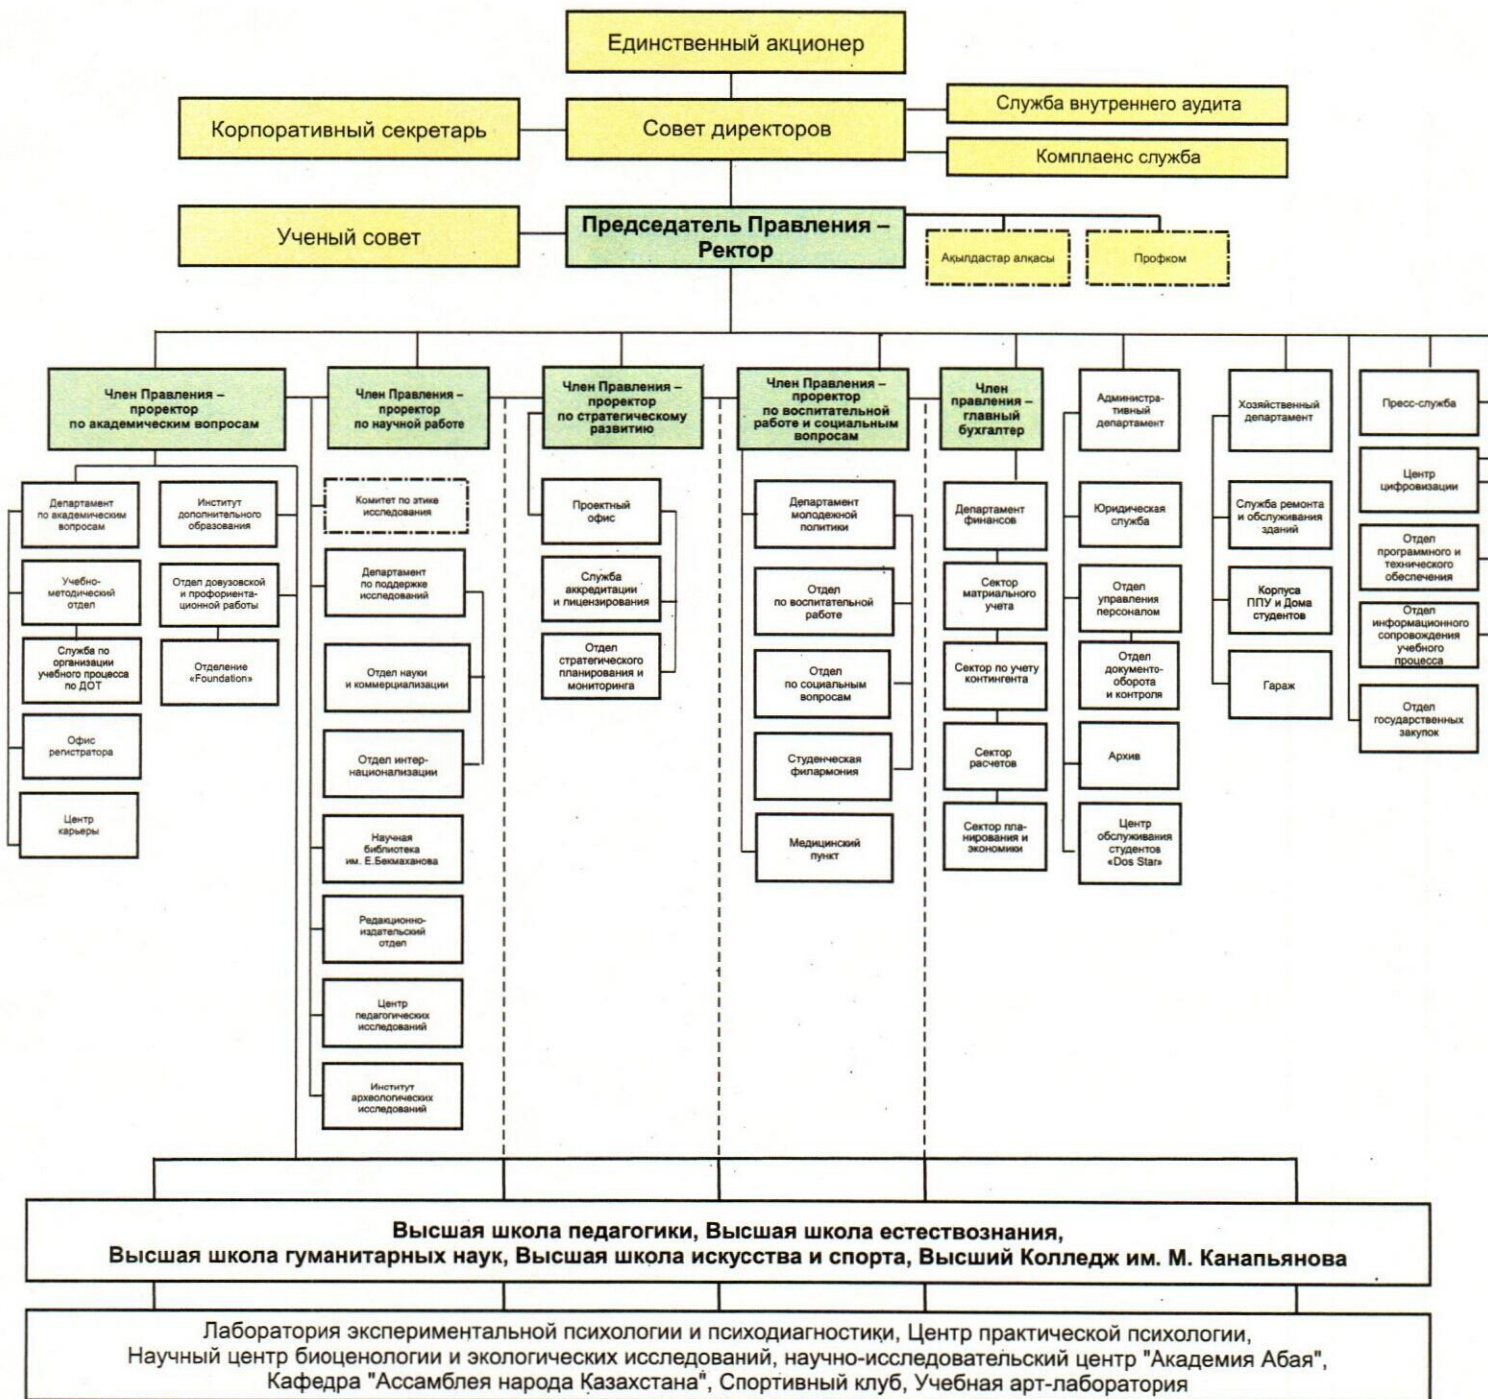 Единственный акционер
Корпоративный секретарь
Совет директоров
Служба внутреннего аудита
Комплаенс служба
Ученый совет
Председатель Правления –
Ректор
Ақылдастар алқасы
Профком
Член Правления –
проректор
по академическим вопросам
Член Правления –
проректор
по научной работе
Член Правления –
проректор
по стратегическому
развитию
Член Правления –
проректор
по воспитательной
работе и социальным
вопросам
Член
правления –
главный
бухгалтер
Административра-
тивный
департамент
Хозяйственный
департамент
Пресс-служба
Департамент
по академическим
вопросам
Учебно-
методический
отдел
Служба по
организации
учебного процесса
по ДОТ
Офис
регистратора
Центр
карьеры
Институт
дополнительного
образования
Отдел довузовской
и профориента-
ционной работы
Отделение
«Foundation»
Комитет по этике
исследования
Департамент
по поддержке
исследований
Отдел науки
и коммерциализации
Отдел интер-
национализации
Научная
библиотека
им. Е.Бекмаханова
Редакционно-
издательский
отдел
Центр
педагогических
исследований
Институт
археологических
исследований
Проектный
офис
Служба
аккредитации
и лицензирования
Отдел
стратегического
планирования и
мониторинга
Департамент
молодежной
политики
Отдел
по воспитательной
работе
Отдел
по социальным
вопросам
Студенческая
филармония
Медицинский
пункт
Департамент
финансов
Сектор
матриального
учета
Сектор по учету
контингента
Сектор
расчетов
Сектор пла-
нирования и
экономики
Юридическая
служба
Отдел
управления
персоналом
Отдел
документо-
оборота
и контроля
Архив
Центр
обслуживания
студентов
«Dos Star»
Служба ремонта
и обслуживания
зданий
Корпуса
ППУ и Дома
студентов
Гараж
Центр
цифровизации
Отдел
программного и
технического
обеспечения
Отдел
информационного
сопровождения
учебного
процесса
Отдел
государственных
закупок
Высшая школа педагогики, Высшая школа естествознания,
Высшая школа гуманитарных наук, Высшая школа искусства и спорта, Высший Колледж им. М. Канапьянова
Лаборатория экспериментальной психологии и психодиагностики, Центр практической психологии,
Научный центр биоценологии и экологических исследований, научно-исследовательский центр "Академия Абая",
Кафедра "Ассамблея народа Казахстана", Спортивный клуб, Учебная арт-лаборатория